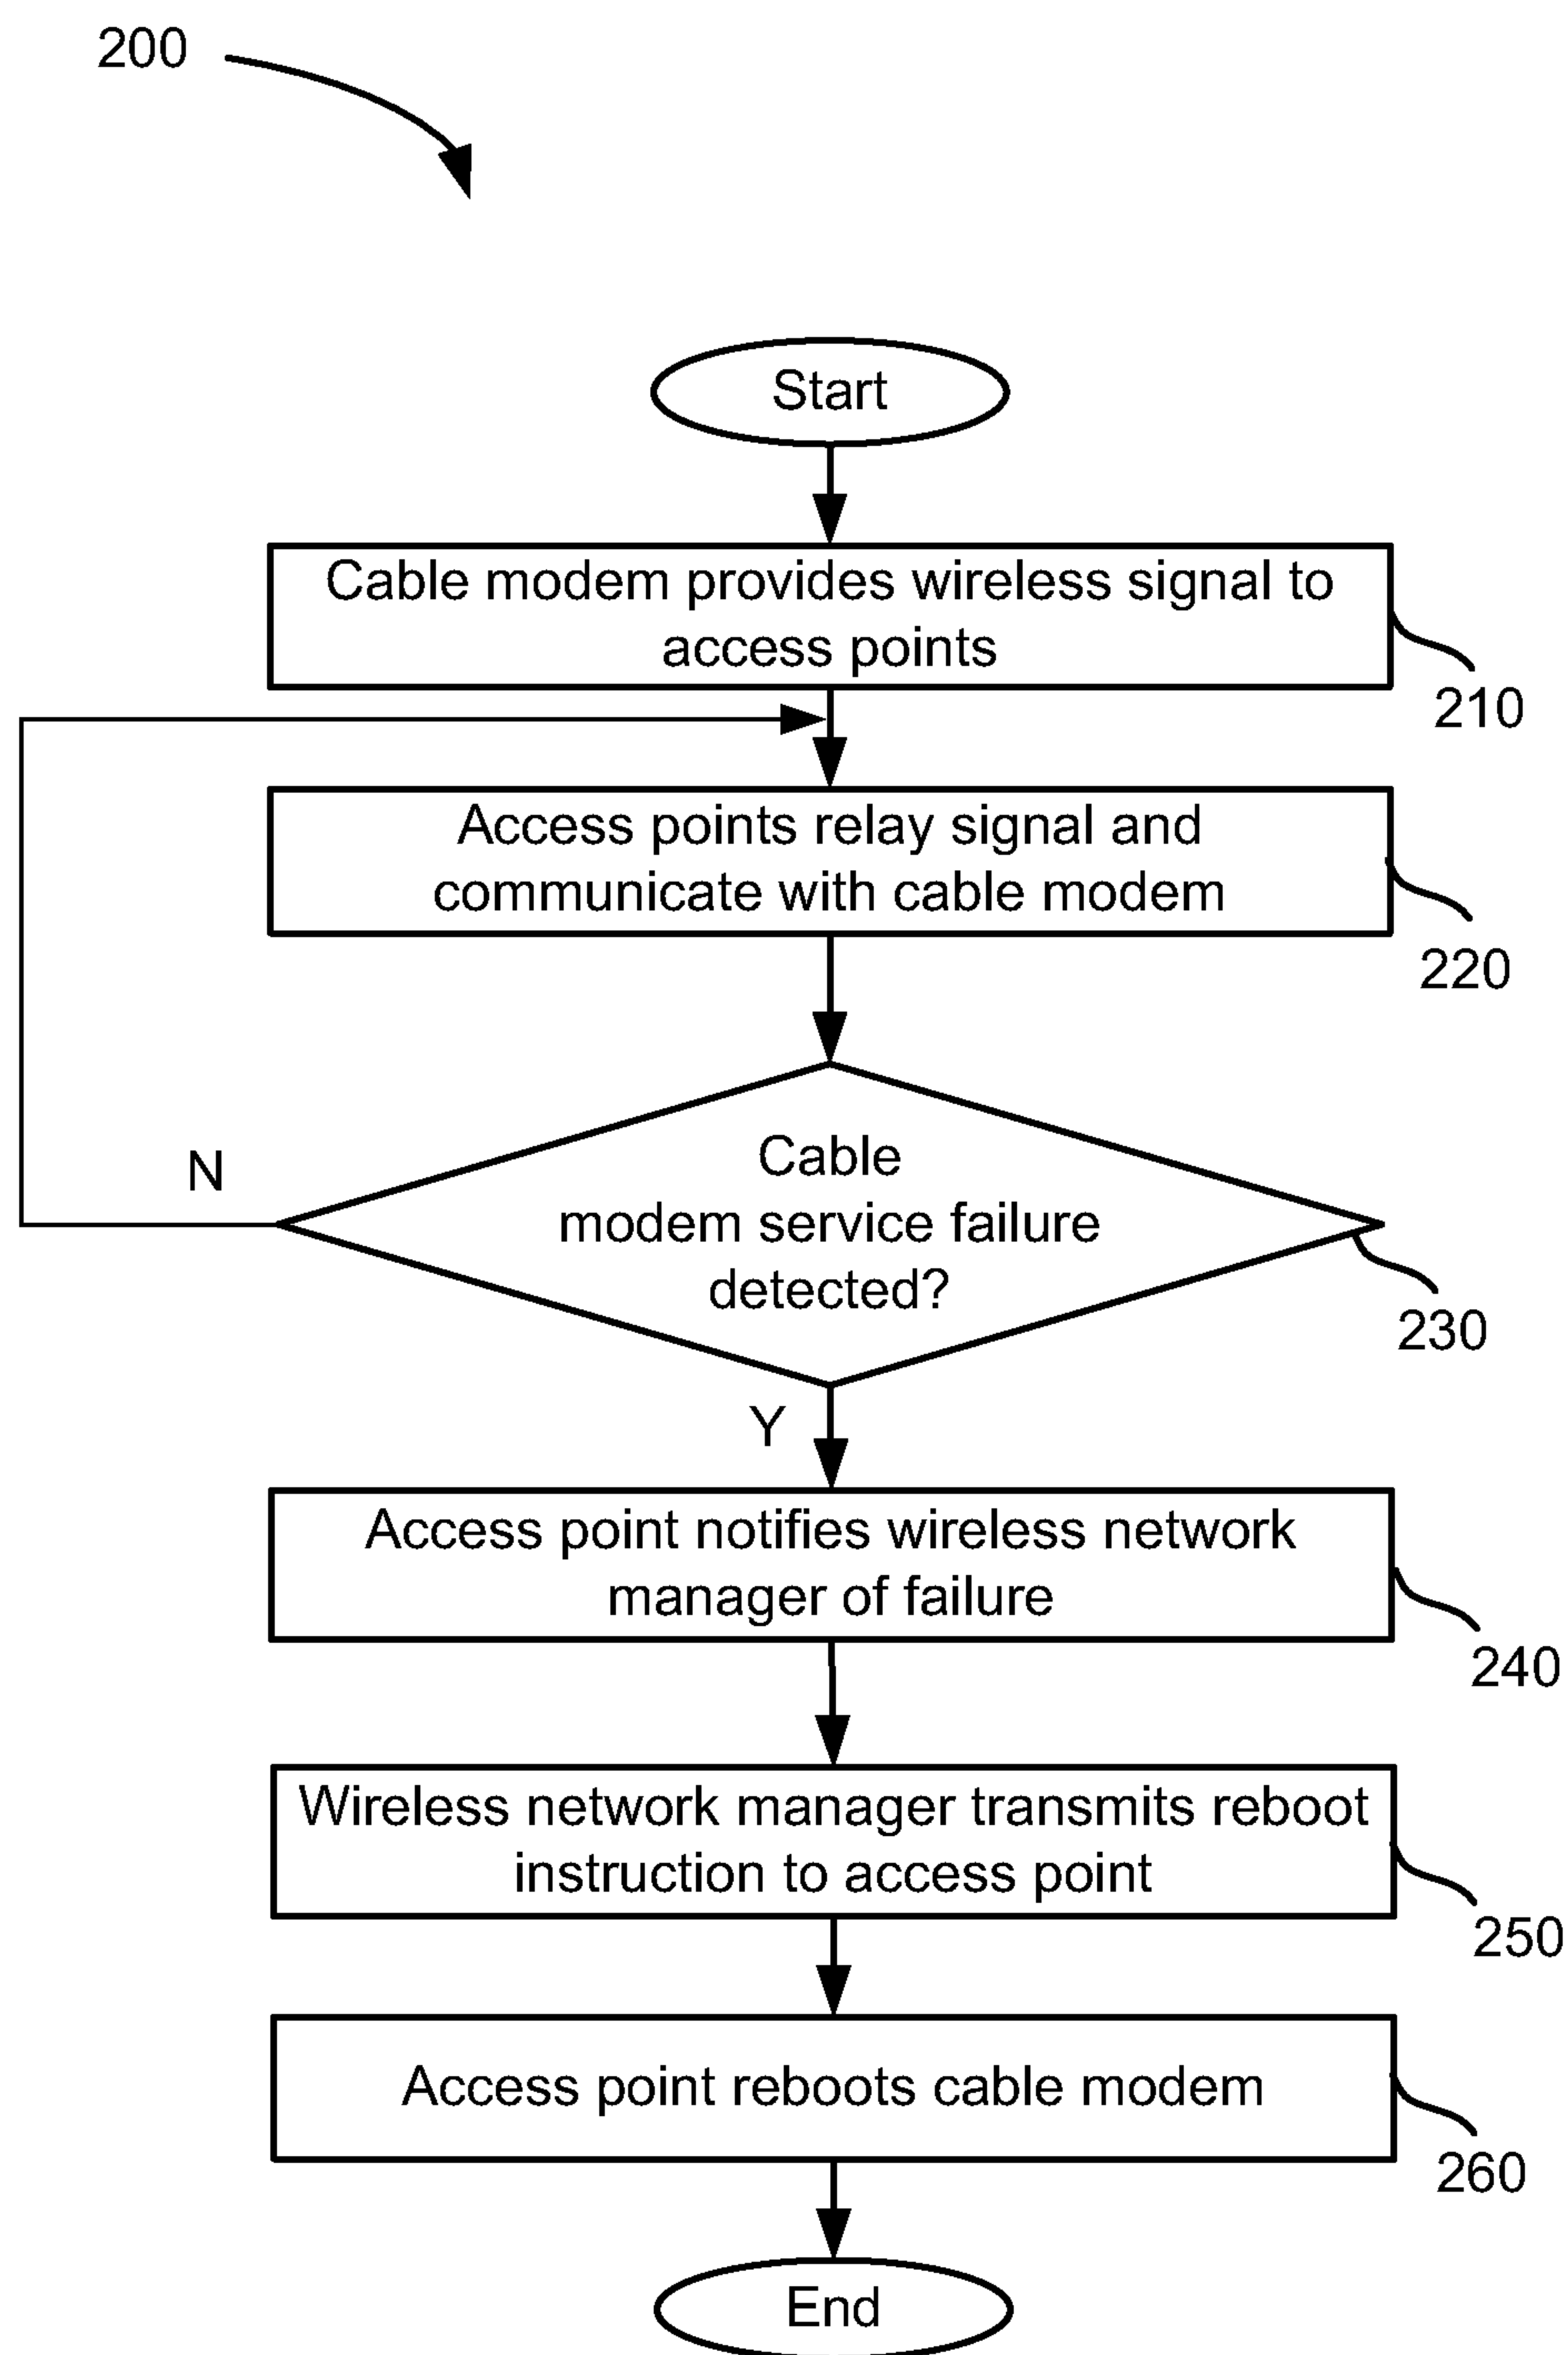 200
Start
Cable modem provides wireless signal to
access points
210
Access points relay signal and
communicate with cable modem
220
Cable
modem service failure
detected?
N
230
Y
Access point notifies wireless network
manager of failure
240
Wireless network manager transmits reboot
instruction to access point
250
Access point reboots cable modem
260
End